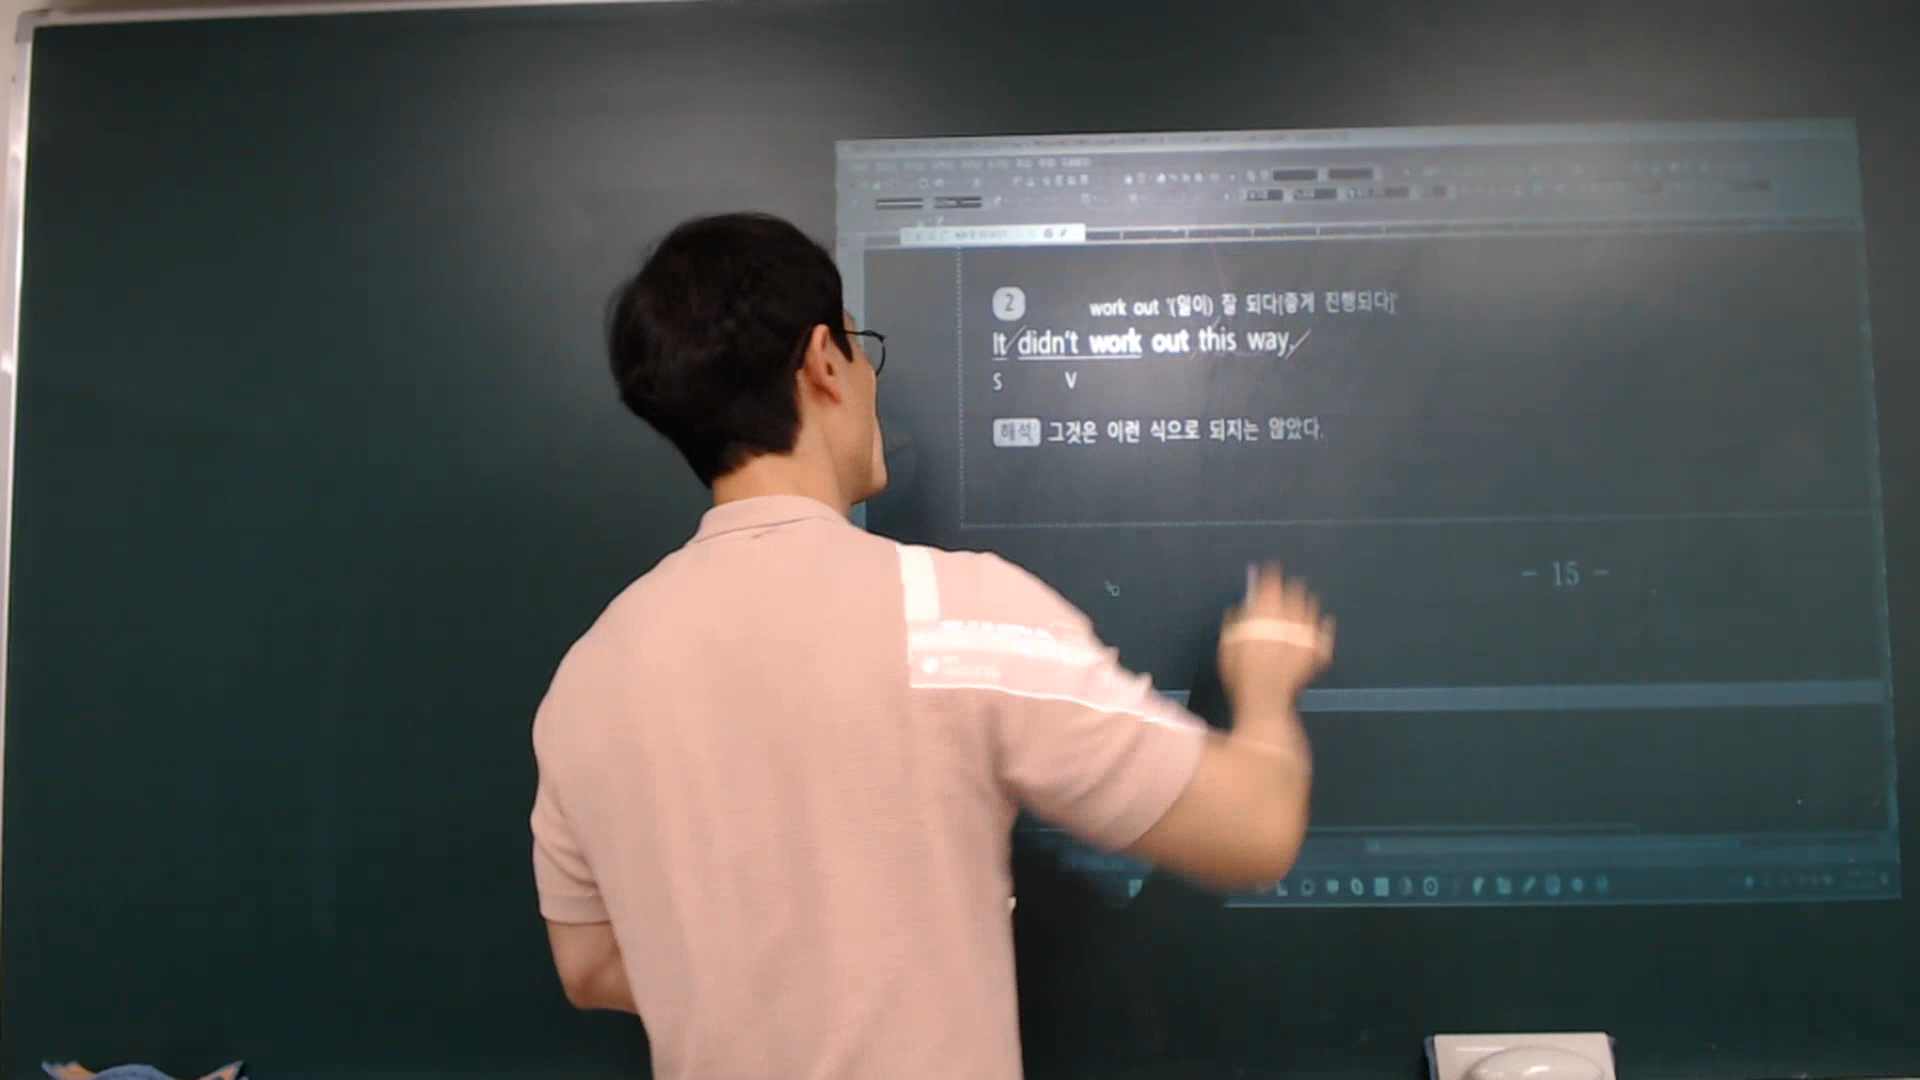 2
work out '(일이) 잘 되다[좋게 진행되다]'
It didn't work out this way.
S V
해석 그것은 이런 식으로 되지는 않았다.
- 15 -